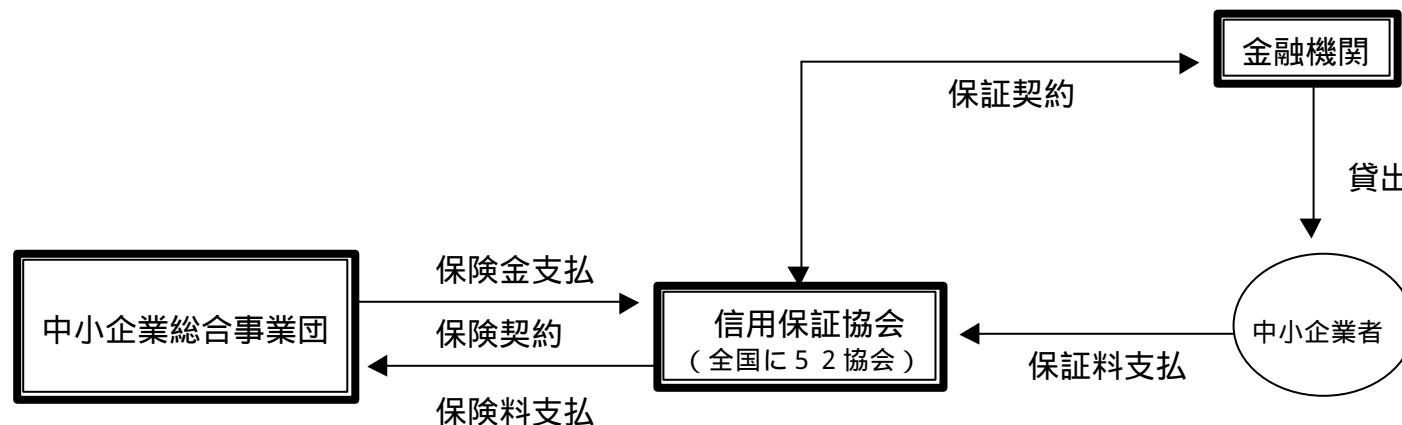 金融機関
保証契約
貸出
保険金支払
中小企業総合事業団
保険契約
信用保証協会
（全国に５２協会）
中小企業者
保証料支払
保険料支払